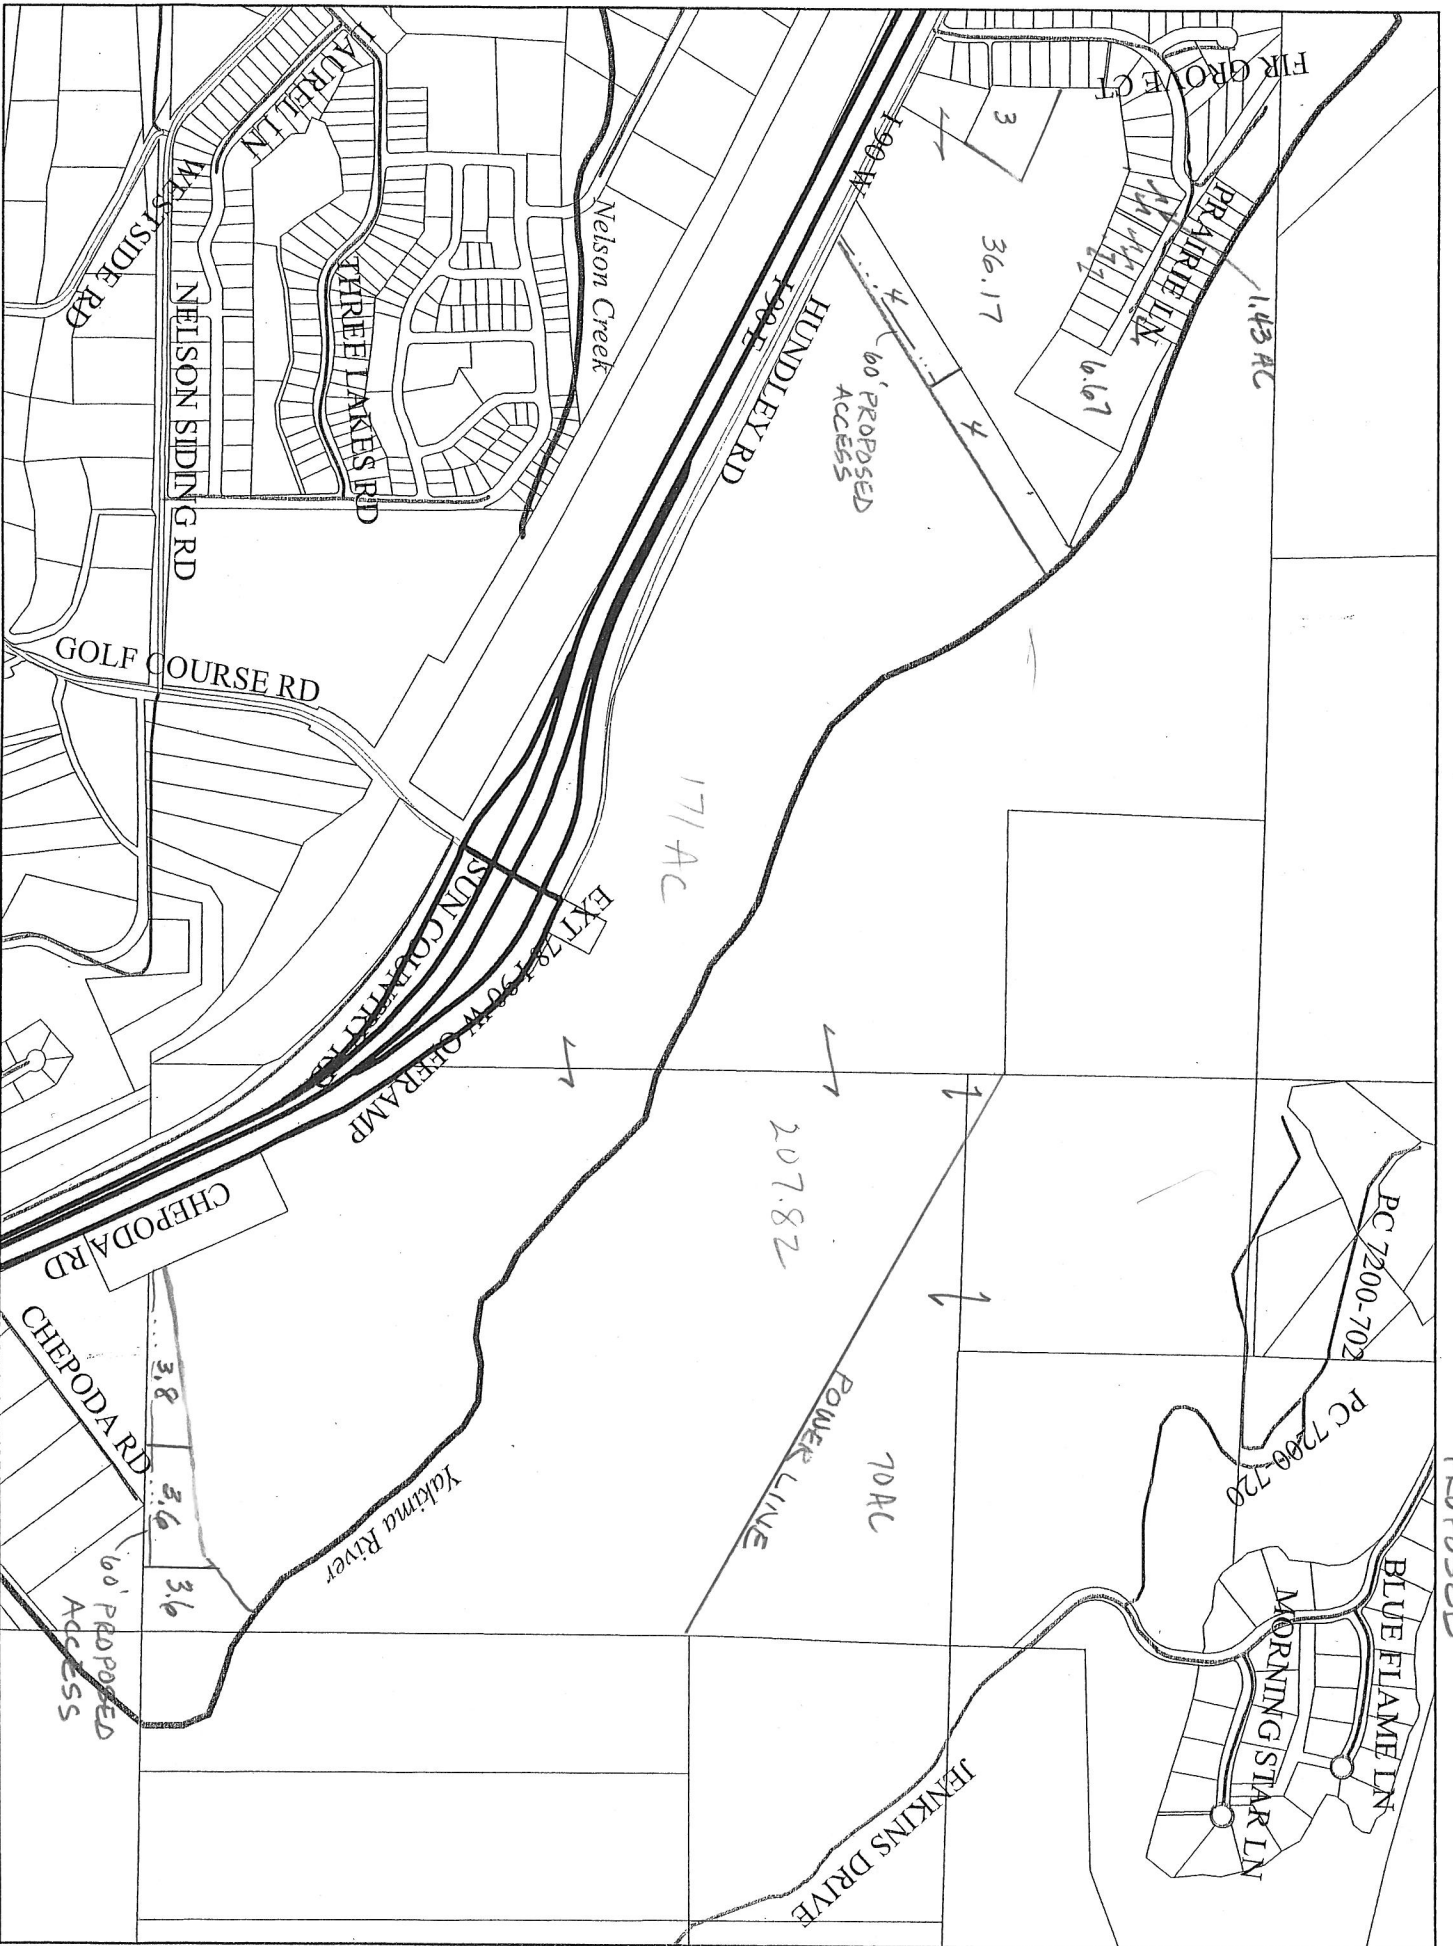 PROPOSED
FIR GROVE CT
PRAIRIE LN
1.43 AC
6.67
3
36.17
I-90 W
I-90 E
HUNDLEY RD
4
4
60' PROPOSED
ACCESS
LAUREL LN
WESTSIDE RD
NELSON SIDING RD
THREE LAKES RD
Nelson Creek
GOLF COURSE RD
171 AC
SUN COUNTRY RD
EXT 78 I-90 W OFFRAMP
207.82
POWER LINE
70 AC
PC 7200-702
PC 7200-720
BLUE FLAME LN
MORNING STAR LN
JENKINS DRIVE
Yakima River
CHEPODA RD
CHEPODA RD
3.8
3.6
3.6
60' PROPOSED
ACCESS